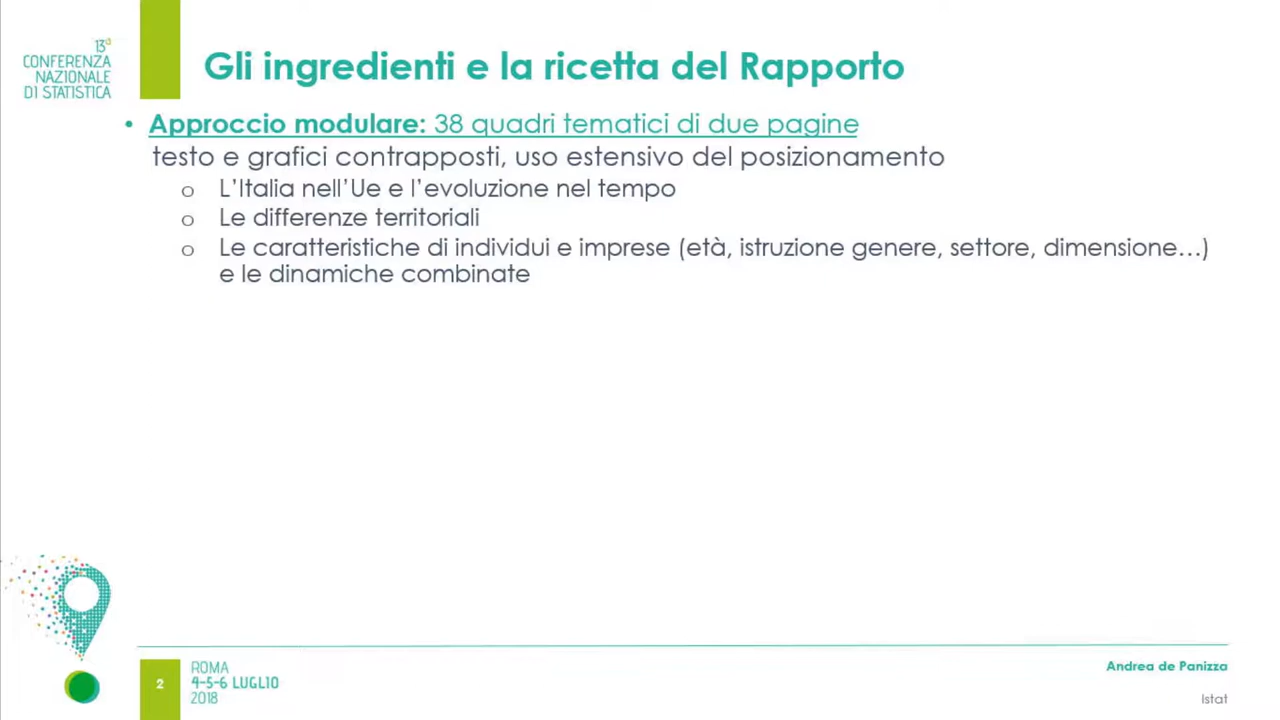 13a
CONFERENZA
NAZIONALE
DI STATISTICA
Gli ingredienti e la ricetta del Rapporto
• Approccio modulare: 38 quadri tematici di due pagine
testo e grafici contrapposti, uso estensivo del posizionamento
o L’Italia nell’Ue e l’evoluzione nel tempo
o Le differenze territoriali
o Le caratteristiche di individui e imprese (età, istruzione genere, settore, dimensione…)
e le dinamiche combinate
2
ROMA
4-5-6 LUGLIO
2018
Andrea de Panizza
Istat